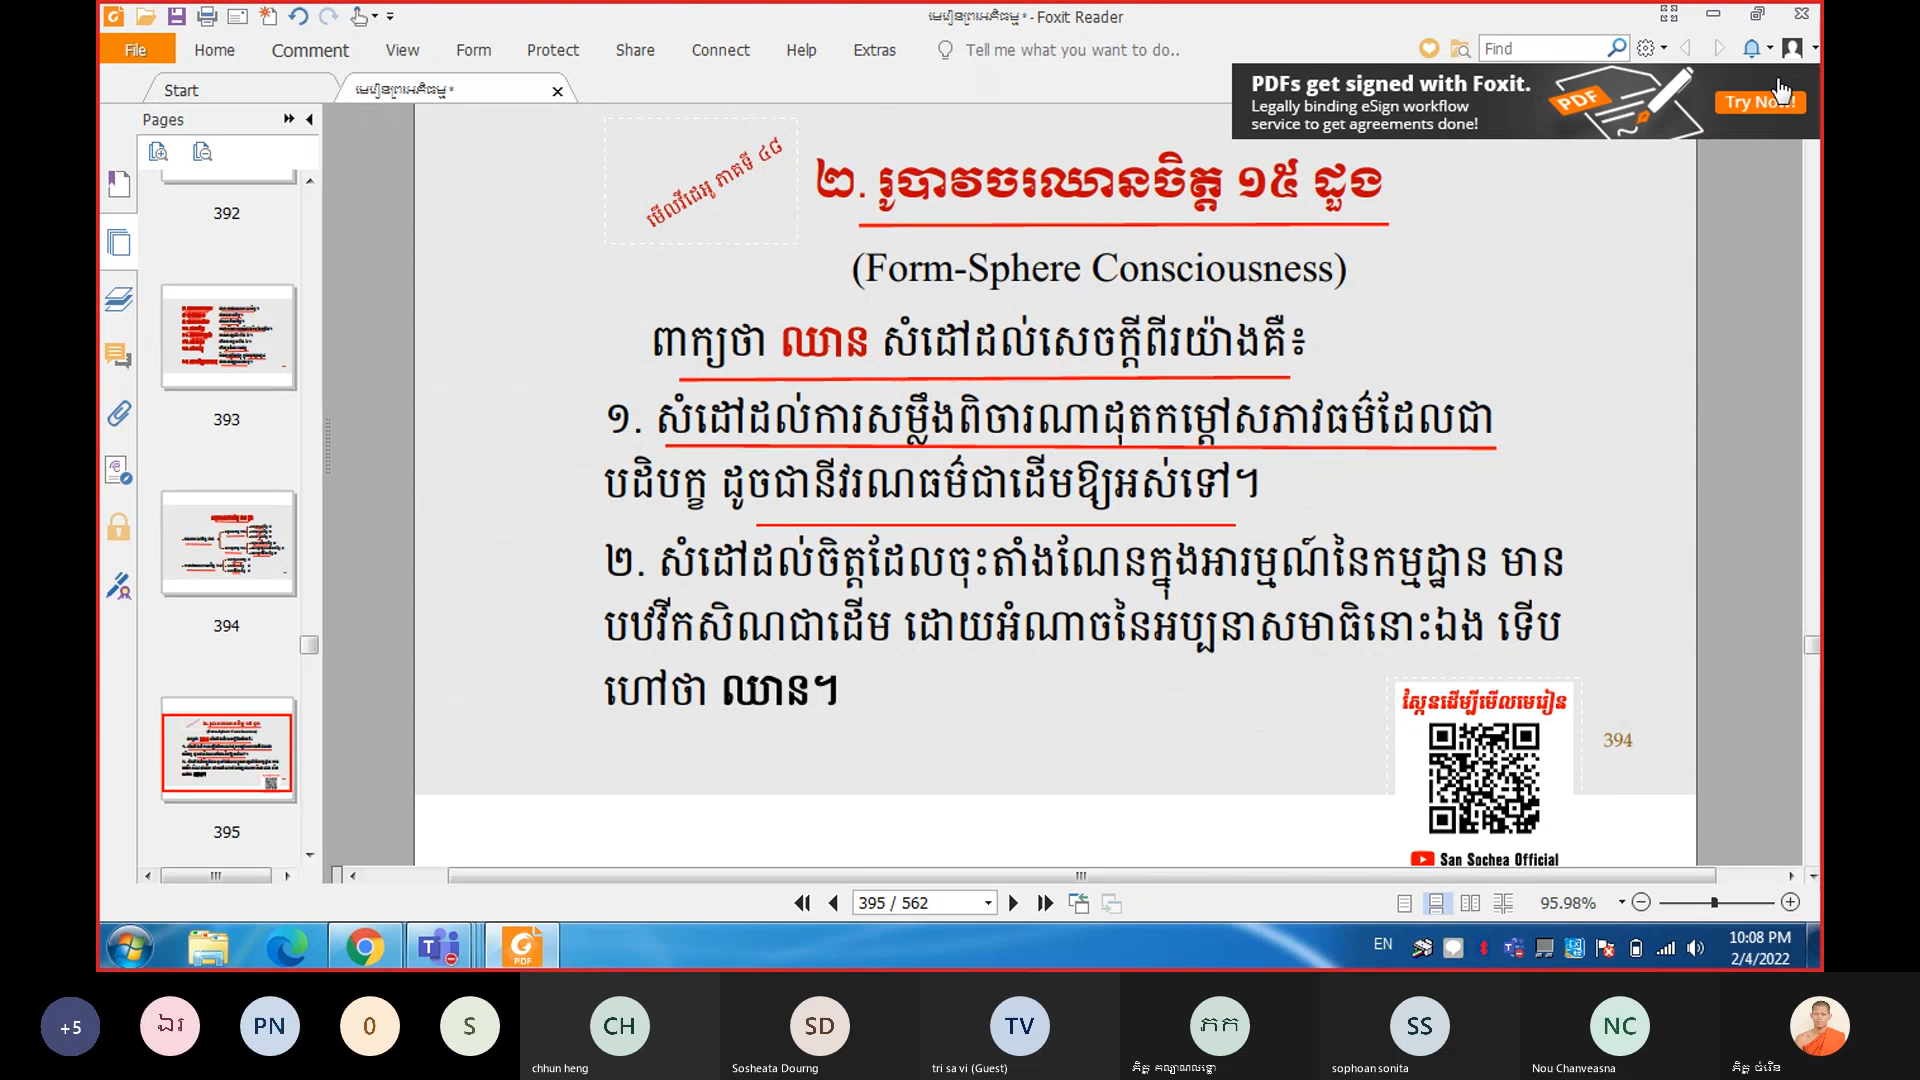 មេរៀនព្រះអភិធម្ម * - Foxit Reader
File Home Comment View Form Protect Share Connect Help Extras Tell me what you want to do.. Find
Start
មេរៀនព្រះអភិធម្ម *
PDFs get signed with Foxit.
Legally binding eSign workflow
service to get agreements done!
PDF
Try Now!
Pages
392
393
394
395
មើលវីដេអូ ភាគទី ៤៨
២. រូបាវចរឈានចិត្ត ១៥ ដួង
(Form-Sphere Consciousness)
ពាក្យថា ឈាន សំដៅដល់សេចក្តីពីរយ៉ាងគឺ៖
១. សំដៅដល់ការសម្លឹងពិចារណាដុតកម្តៅសភាវធម៌ដែលជា
បដិបក្ខ ដូចជានីវរណធម៌ជាដើមឱ្យអស់ទៅ។
២. សំដៅដល់ចិត្តដែលចុះតាំងណែនក្នុងអារម្មណ៍នៃកម្មដ្ឋាន មាន
បឋវីកសិណជាដើម ដោយអំណាចនៃអប្បនាសមាធិនោះឯង ទើប
ហៅថា ឈាន។
ស្កែនដើម្បីមើលមេរៀន
San Sochea Official
394
395 / 562
95.98%
EN
10:08 PM
2/4/2022
+5
ឯរ
PN
0
S
CH
SD
TV
ភក
SS
NC
chhun heng
Sosheata Dourng
tri sa vi (Guest)
ភិក្ខុ កល្យាណលទ្ធោ
sophoan sonita
Nou Chanveasna
ភិក្ខុ ចំរើន